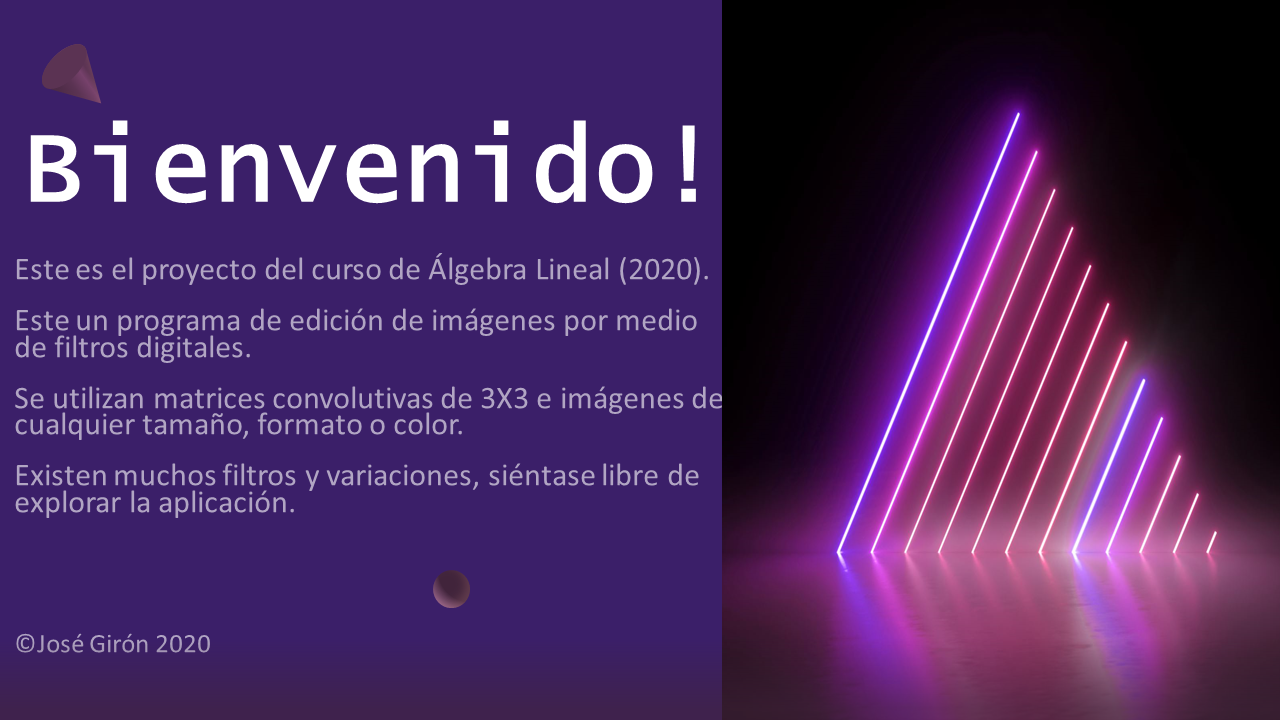 Bienvenido!
Este es el proyecto del curso de Álgebra Lineal (2020).
Este un programa de edición de imágenes por medio
de filtros digitales.
Se utilizan matrices convolutivas de 3X3 e imágenes de
cualquier tamaño, formato o color.
Existen muchos filtros y variaciones, siéntase libre de
explorar la aplicación.
©José Girón 2020